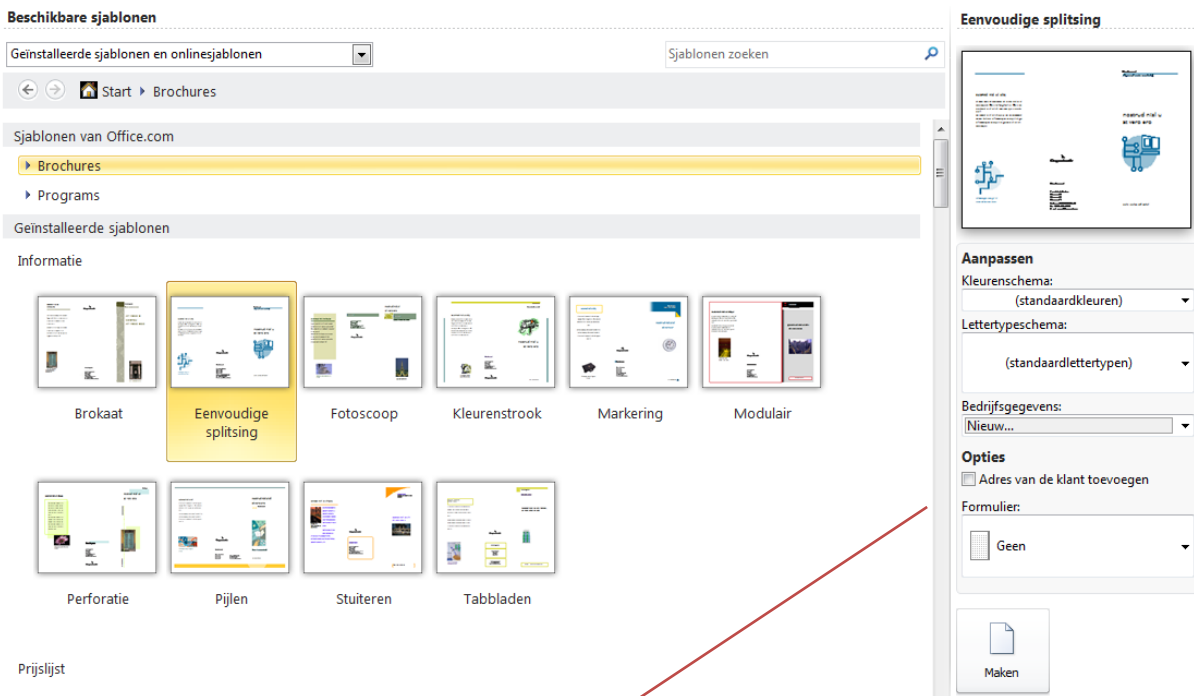 Beschikbare sjablonen
Geïnstalleerde sjablonen en onlinesjablonen
Sjablonen zoeken
Start
Brochures
Sjablonen van Office.com
Brochures
Programs
Geïnstalleerde sjablonen
Informatie
Brokaat
Eenvoudige
splitsing
Fotoscoop
Kleurenstrook
Markering
Modulair
Perforatie
Pijlen
Stuiteren
Tabbladen
Prijslijst
Eenvoudige splitsing
Aanpassen
Kleurenschema:
(standaardkleuren)
Lettertypeschema:
(standaardlettertypen)
Bedrijfsgegevens:
Nieuw...
Opties
Adres van de klant toevoegen
Formulier:
Geen
Maken